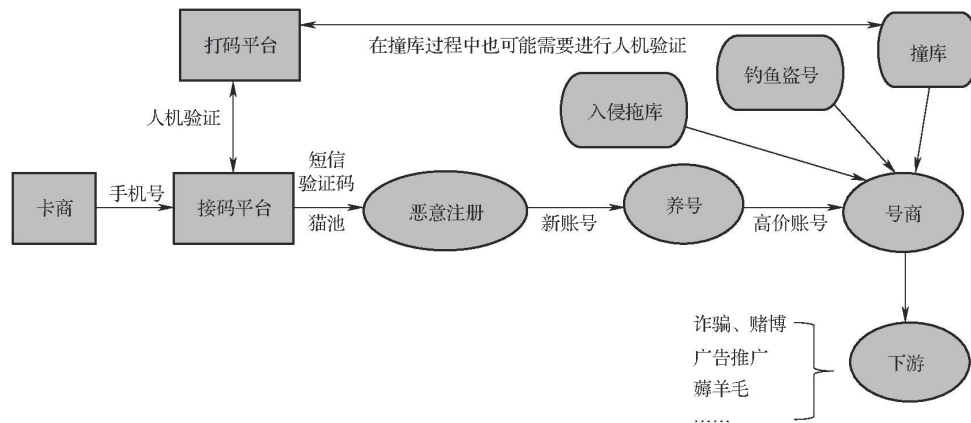 打码平台
在撞库过程中也可能需要进行人机验证
撞库
钓鱼盗号
入侵拖库
人机验证
卡商
手机号
接码平台
短信
验证码
猫池
恶意注册
新账号
养号
高价账号
号商
诈骗、赌博
广告推广
薅羊毛
……
下游